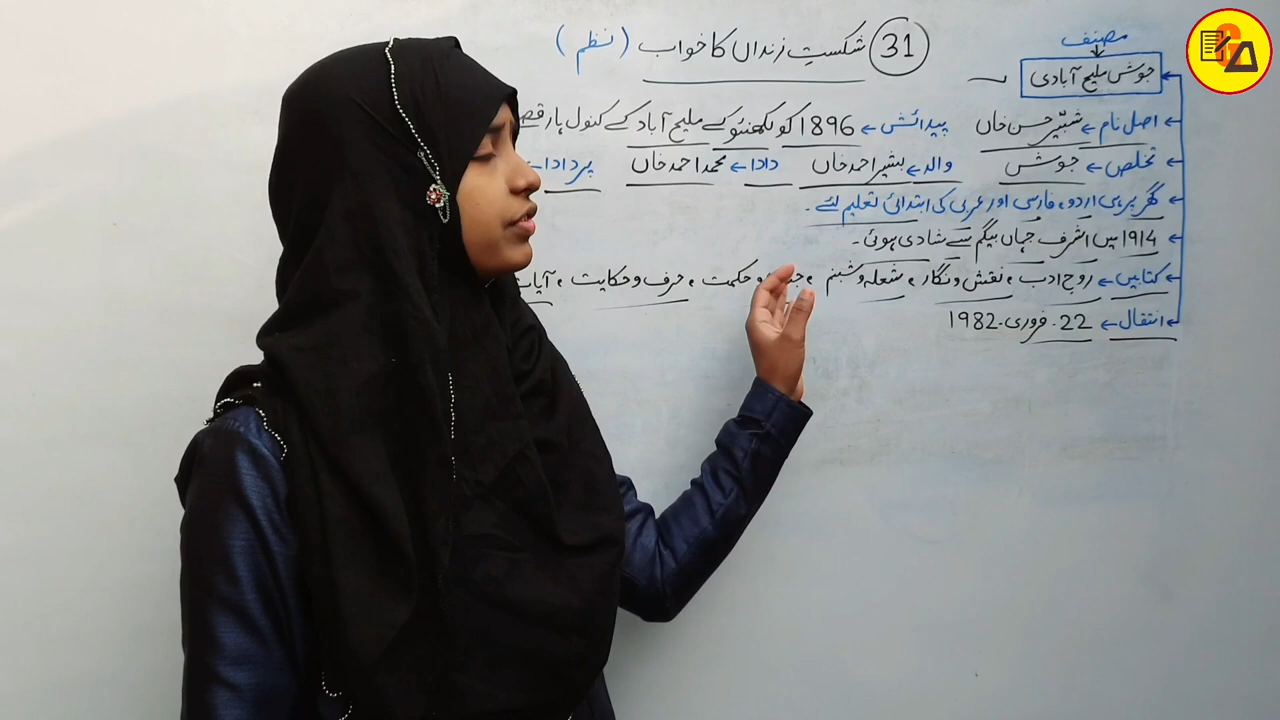 31 شکستِ زنداں کا خواب (نظم)
مصنف
جوش ملیح آبادی
اصل نام ← شبیر حسن خاں پیدائش ← 1896 کو لکھنئو کے ملیح آباد کے کنول ہار قصبے
تخلص ← جوش والد ← بشیر احمد خاں دادا ← محمد احمد خاں پردادا ←
گھر پر ہی اردو، فارسی اور عربی کی ابتدائی تعلیم لئے۔
1914 میں اشرف جہاں بیگم سے شادی ہوئی۔
کتابیں ← روح ادب، نقش و نگار، شعلہ و شبنم، و حکمت، حرف و حکایت، آیات
انتقال ← 22. فروری. 1982